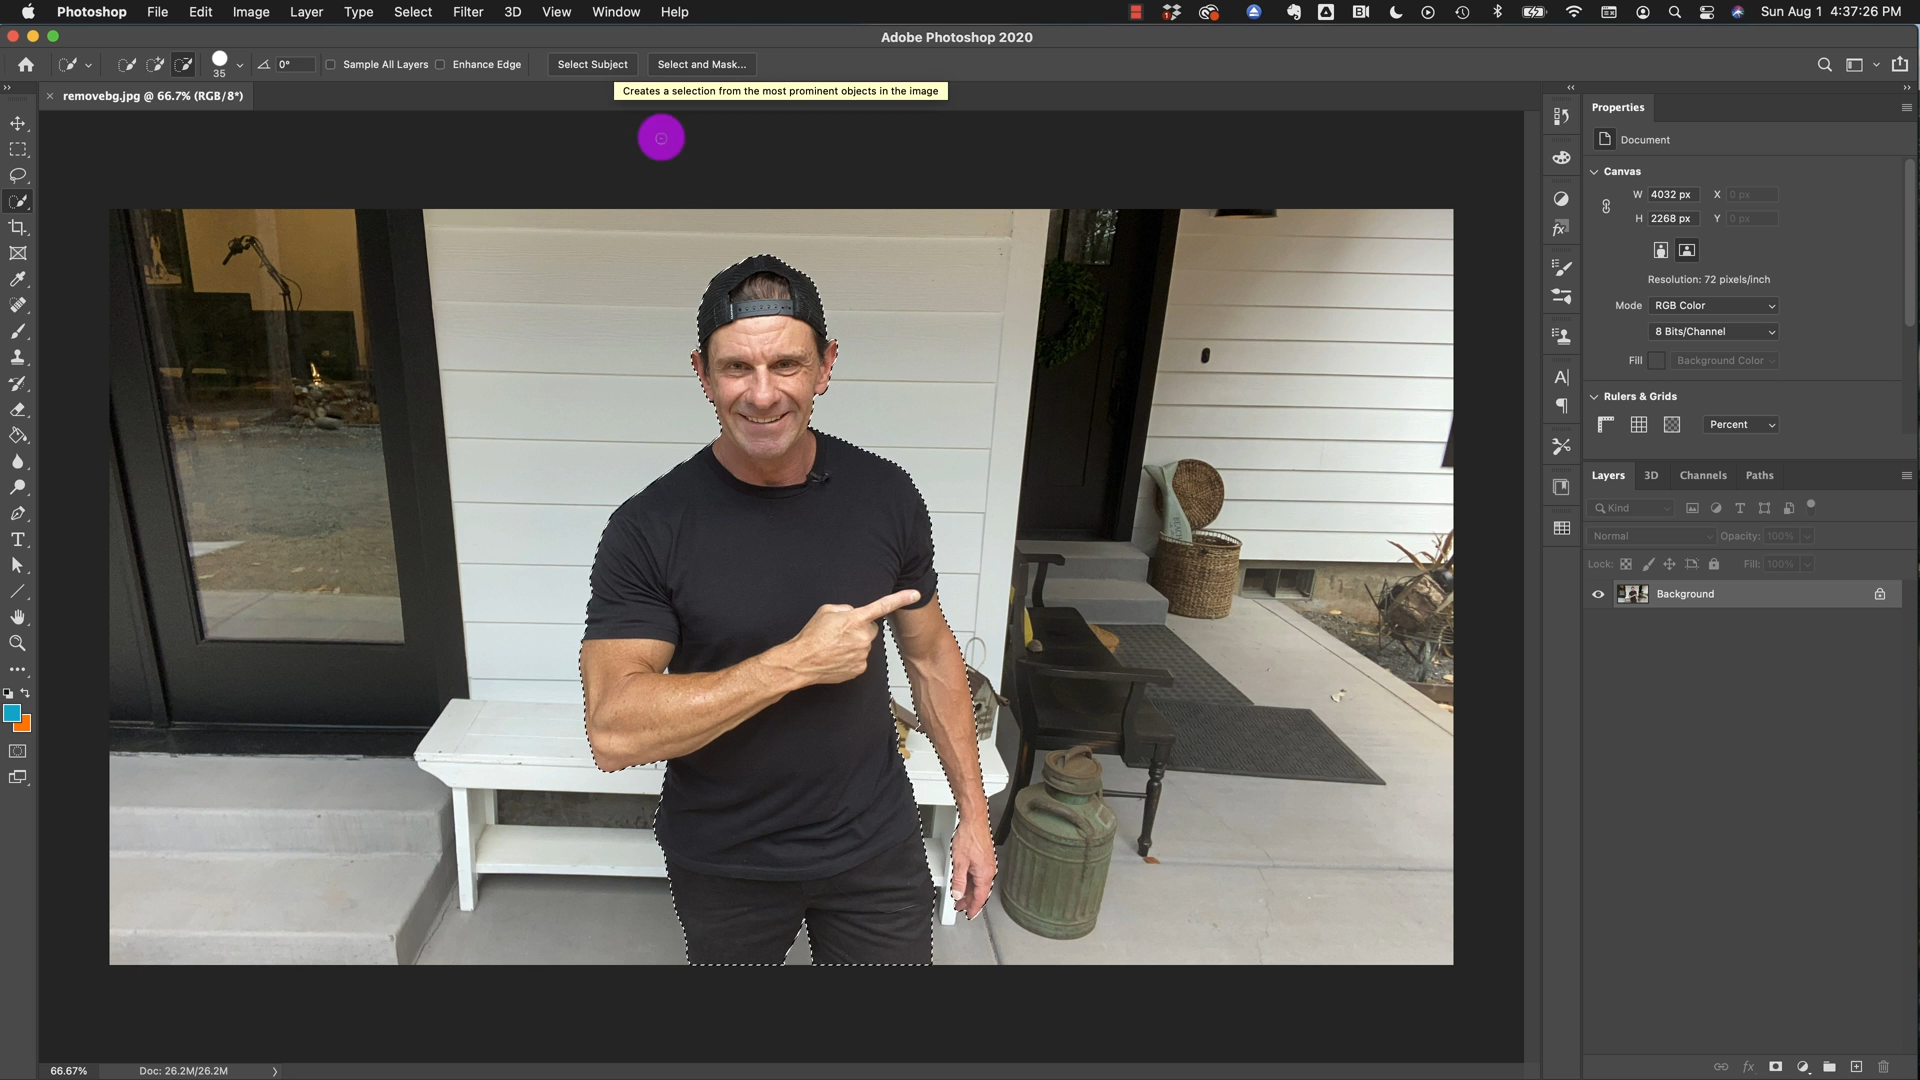 Photoshop File Edit Image Layer Type Select Filter 3D View Window Help Sun Aug 1 4:37:26 PM
Adobe Photoshop 2020
35 0° Sample All Layers Enhance Edge Select Subject Select and Mask...
Creates a selection from the most prominent objects in the image
removebg.jpg @ 66.7% (RGB/8*)
Properties
Document
Canvas
W 4032 px X 0 px
H 2268 px Y 0 px
Resolution: 72 pixels/inch
Mode RGB Color
8 Bits/Channel
Fill Background Color
Rulers & Grids
Percent
Layers 3D Channels Paths
Kind
Normal Opacity: 100%
Lock: Fill: 100%
Background
66.67% Doc: 26.2M/26.2M